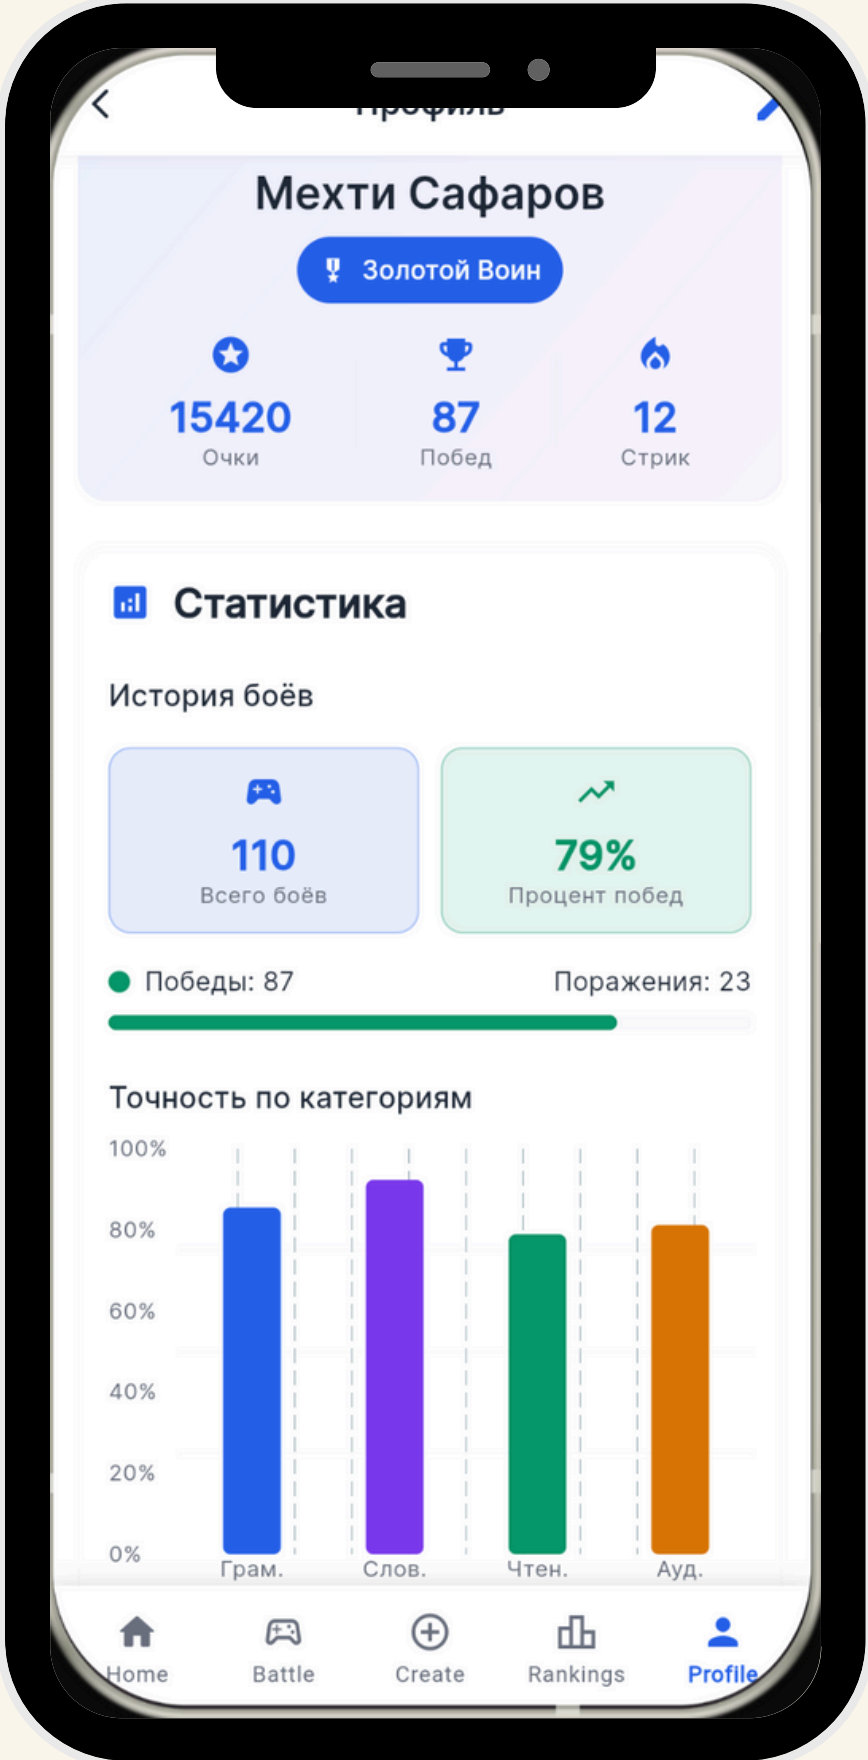 Профиль
Мехти Сафаров
Золотой Воин
15420 87 12
Очки Побед Стрик
Статистика
История боёв
110 79%
Всего боёв Процент побед
Победы: 87 Поражения: 23
Точность по категориям
100%
80%
60%
40%
20%
0%
Грам. Слов. Чтен. Ауд.
Home Battle Create Rankings Profile